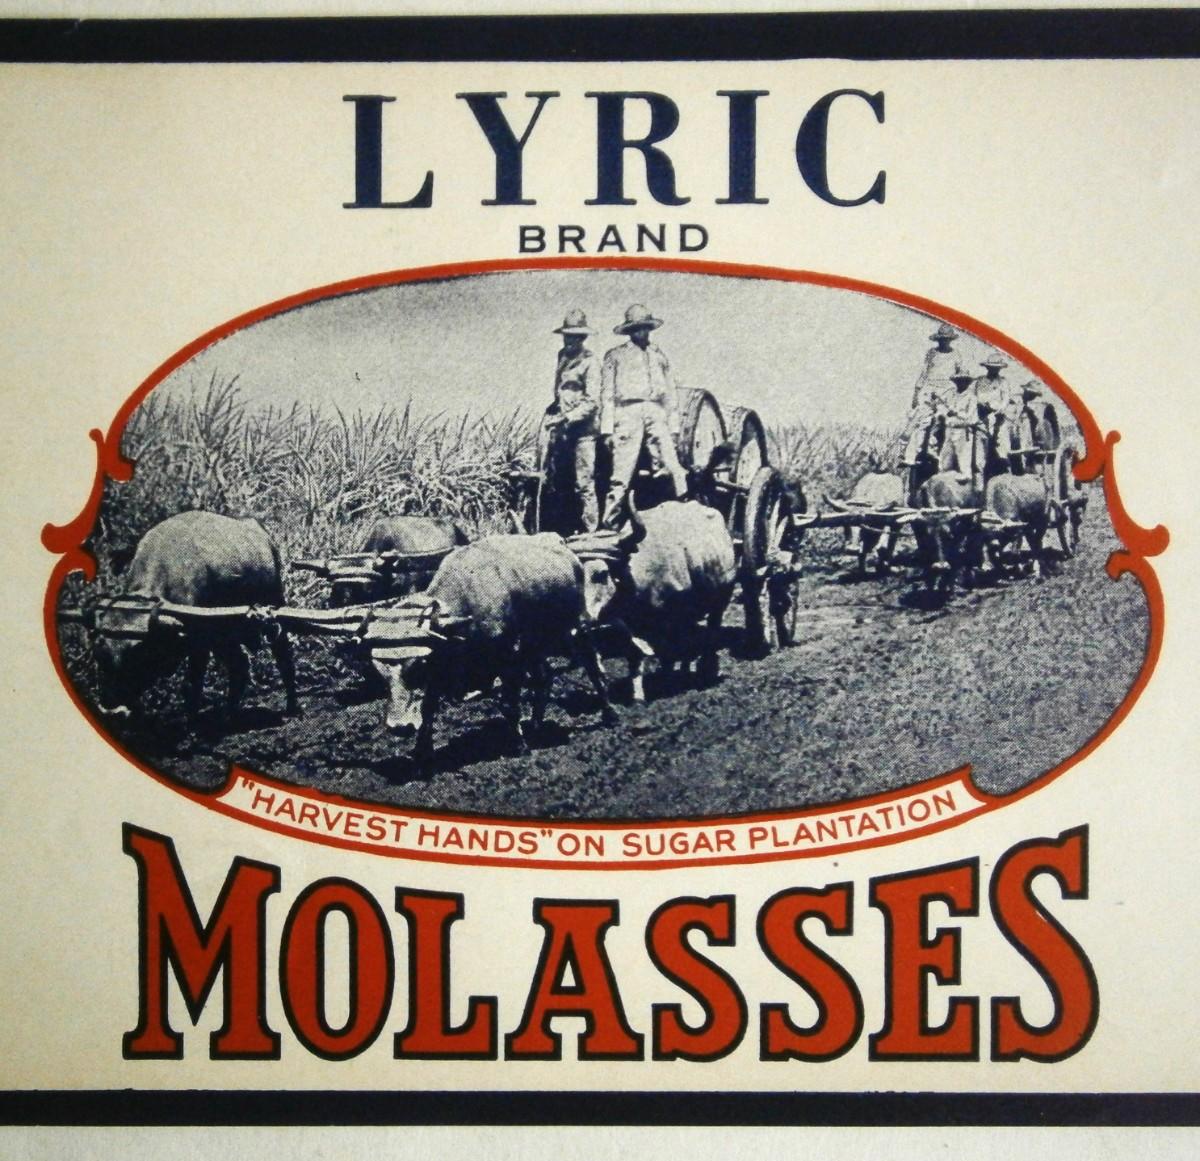 LYRIC
BRAND
"HARVEST HANDS" ON SUGAR PLANTATION
MOLASSES